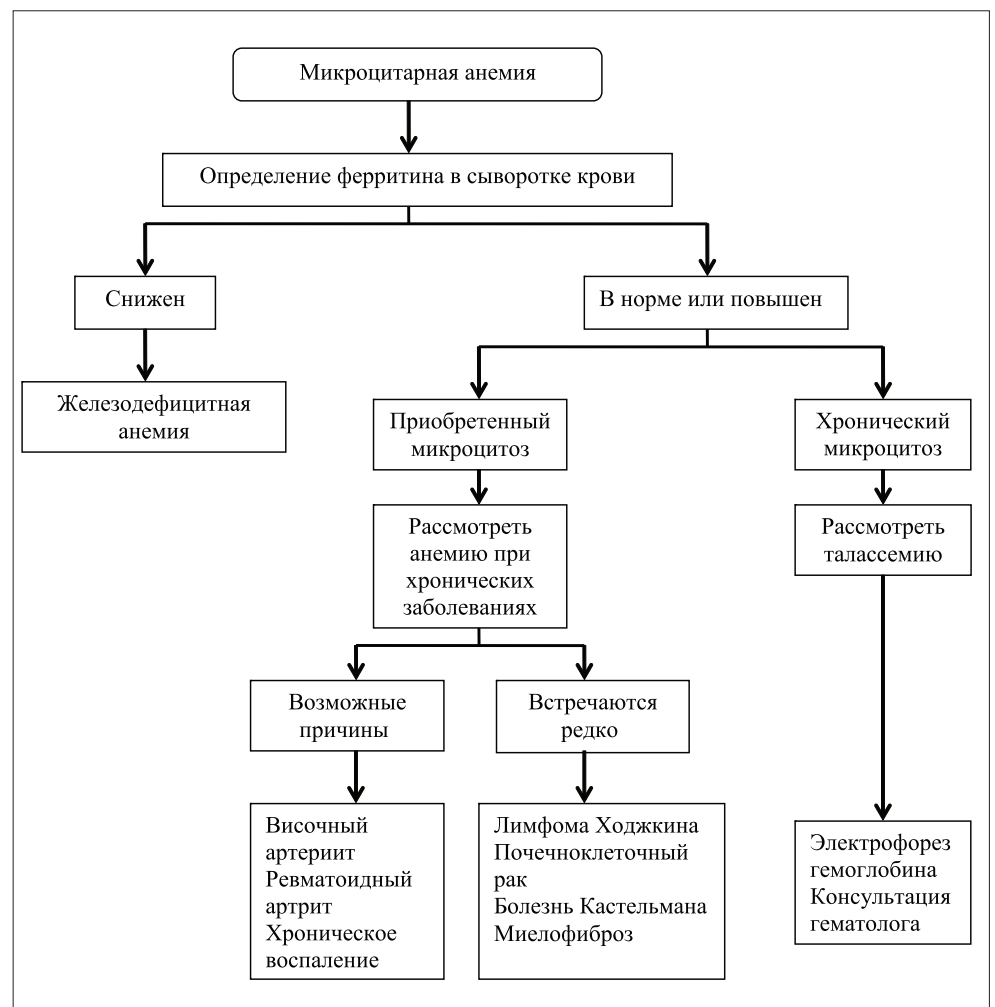 Микроцитарная анемия
Определение ферритина в сыворотке крови
Снижен
В норме или повышен
Железодефицитная
анемия
Приобретенный
микроцитоз
Хронический
микроцитоз
Рассмотреть
анемию при
хронических
заболеваниях
Рассмотреть
талассемию
Возможные
причины
Встречаются
редко
Височный
артериит
Ревматоидный
артрит
Хроническое
воспаление
Лимфома Ходжкина
Почечноклеточный
рак
Болезнь Кастельмана
Миелофиброз
Электрофорез
гемоглобина
Консультация
гематолога